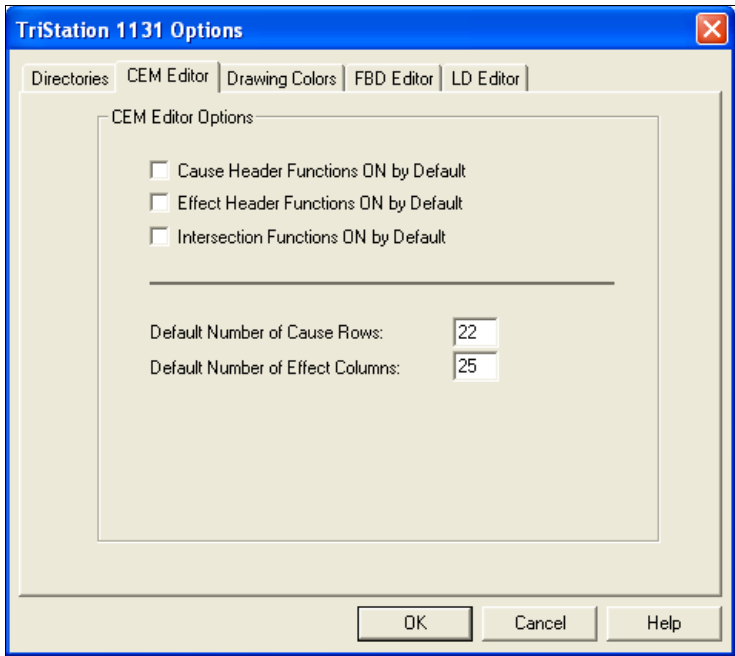 TriStation 1131 Options
Directories CEM Editor Drawing Colors FBD Editor LD Editor
CEM Editor Options
Cause Header Functions ON by Default
Effect Header Functions ON by Default
Intersection Functions ON by Default
Default Number of Cause Rows: 22
Default Number of Effect Columns: 25
OK Cancel Help